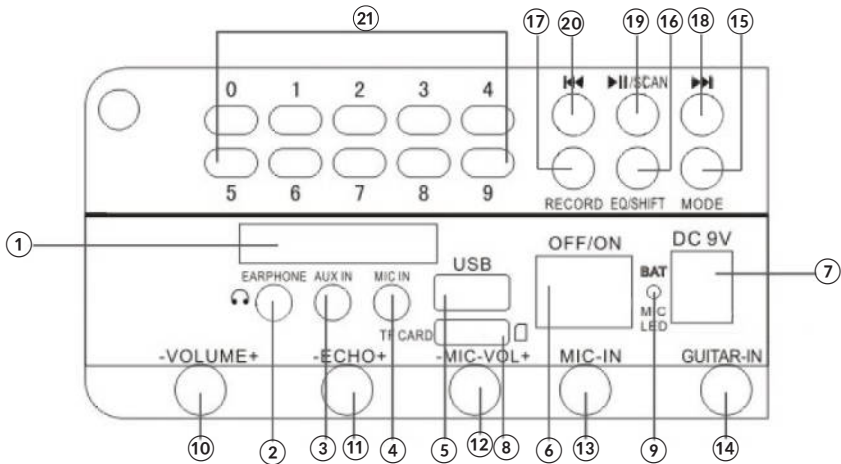 ㉑ ⑰ ⑳ ⑲ ⑯ ⑱ ⑮
/SCAN
0 1 2 3 4
5 6 7 8 9
RECORD EQ/SHIFT MODE
①
OFF/ON DC 9V
USB BAT ⑦
EARPHONE AUX IN MIC IN
MIC
TF CARD LED
-VOLUME+ -ECHO+ -MIC-VOL+ MIC-IN GUITAR-IN
⑩ ② ③ ⑪ ④ ⑤ ⑫ ⑧ ⑥ ⑬ ⑨ ⑭